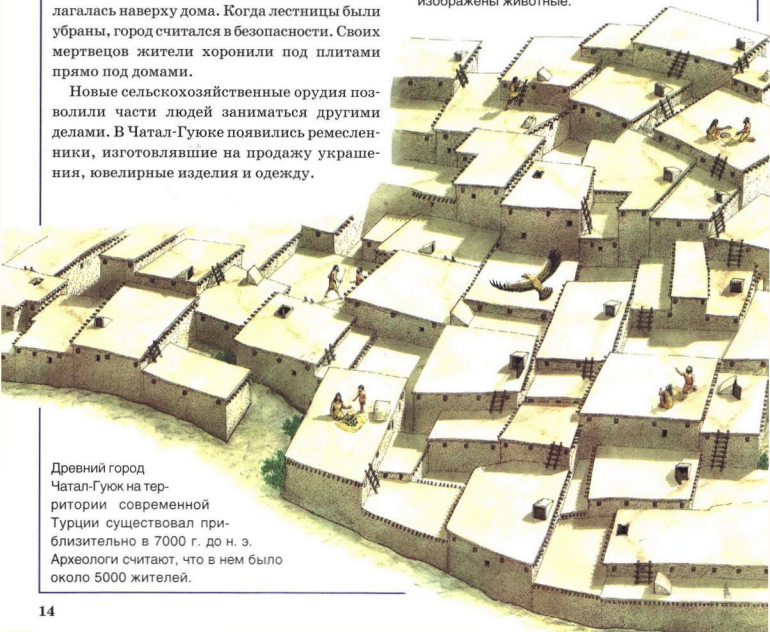 лагалась наверху дома. Когда лестницы были
убраны, город считался в безопасности. Своих
мертвецов жители хоронили под плитами
прямо под домами.
Новые сельскохозяйственные орудия поз-
волили части людей заниматься другими
делами. В Чатал-Гуюке появились ремеслен-
ники, изготовлявшие на продажу украше-
ния, ювелирные изделия и одежду.
изображены животные.
Древний город
Чатал-Гуюк на тер-
ритории современной
Турции существовал при-
близительно в 7000 г. до н. э.
Археологи считают, что в нем было
около 5000 жителей.
14